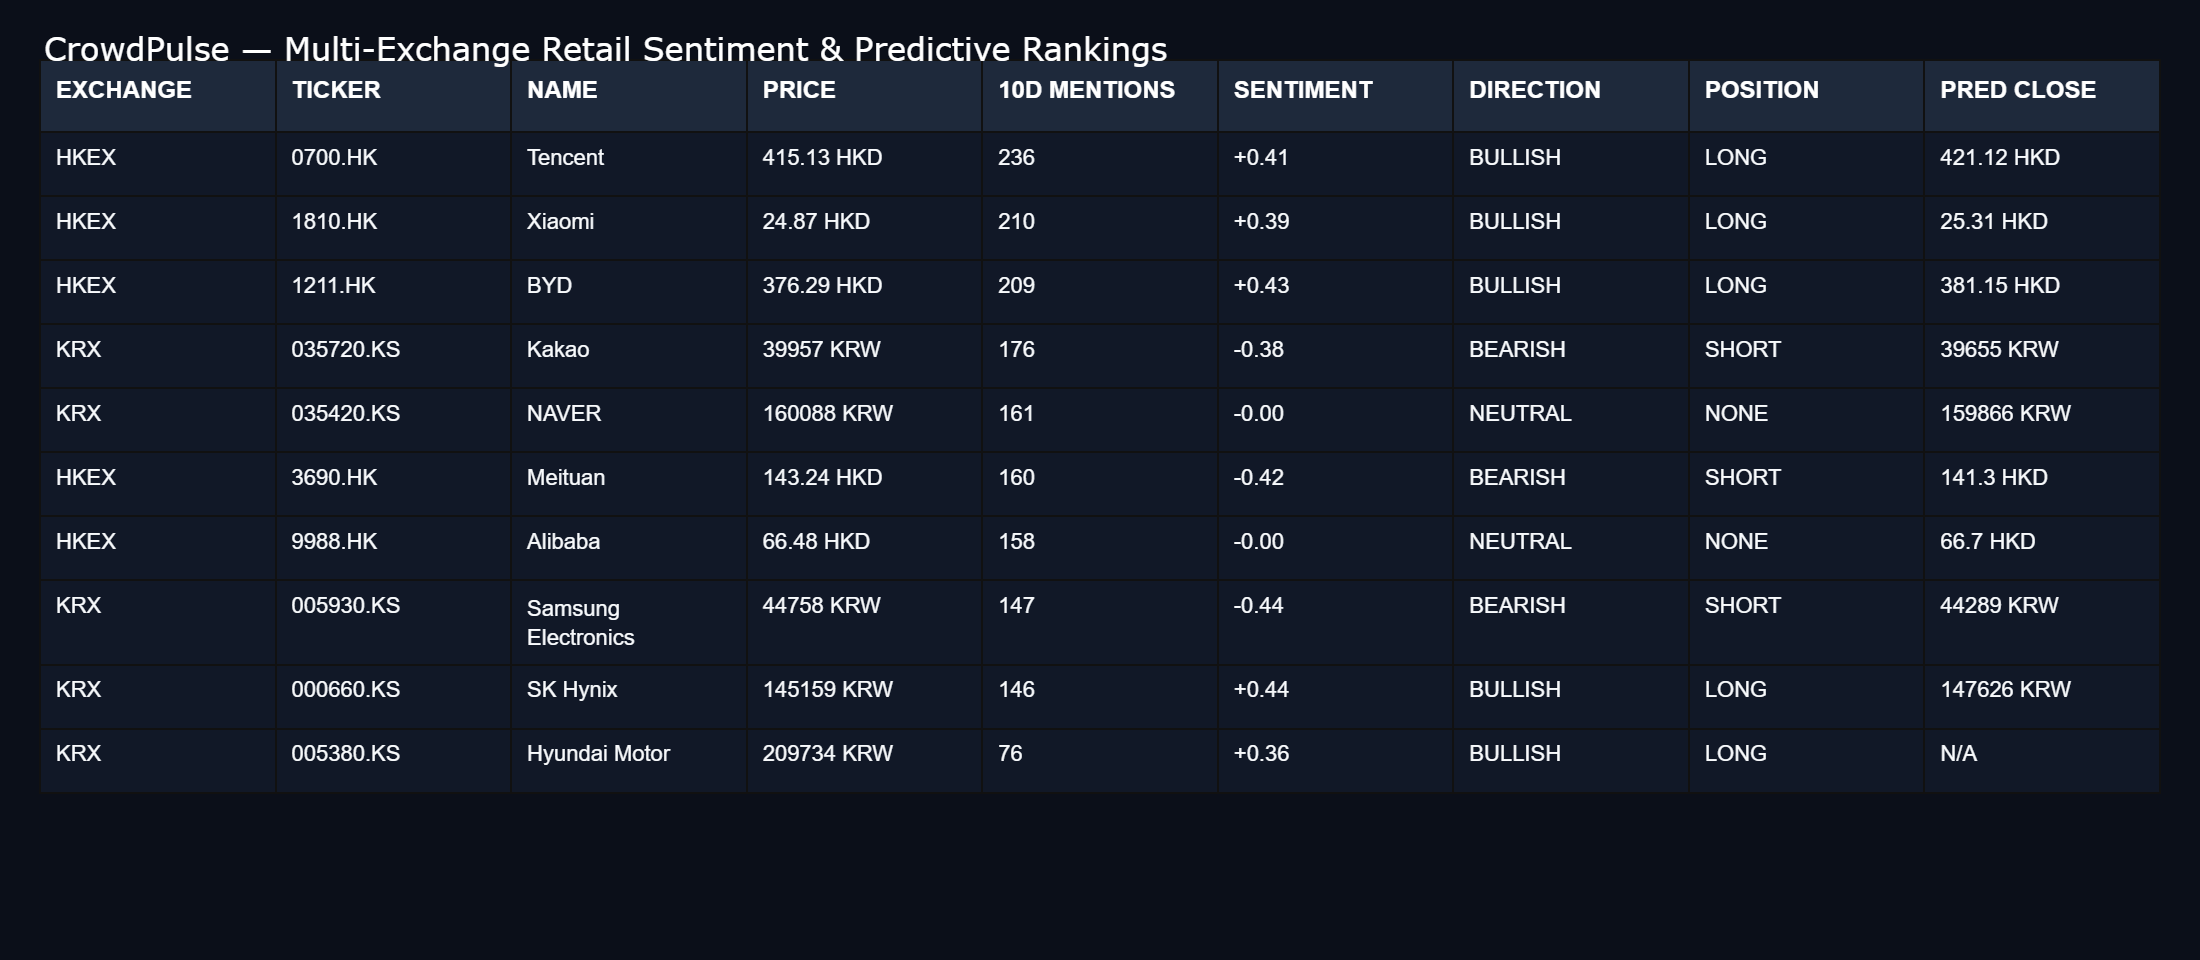 CrowdPulse — Multi-Exchange Retail Sentiment & Predictive Rankings
EXCHANGE TICKER NAME PRICE 10D MENTIONS SENTIMENT DIRECTION POSITION PRED CLOSE
HKEX 0700.HK Tencent 415.13 HKD 236 +0.41 BULLISH LONG 421.12 HKD
HKEX 1810.HK Xiaomi 24.87 HKD 210 +0.39 BULLISH LONG 25.31 HKD
HKEX 1211.HK BYD 376.29 HKD 209 +0.43 BULLISH LONG 381.15 HKD
KRX 035720.KS Kakao 39957 KRW 176 -0.38 BEARISH SHORT 39655 KRW
KRX 035420.KS NAVER 160088 KRW 161 -0.00 NEUTRAL NONE 159866 KRW
HKEX 3690.HK Meituan 143.24 HKD 160 -0.42 BEARISH SHORT 141.3 HKD
HKEX 9988.HK Alibaba 66.48 HKD 158 -0.00 NEUTRAL NONE 66.7 HKD
KRX 005930.KS Samsung Electronics 44758 KRW 147 -0.44 BEARISH SHORT 44289 KRW
KRX 000660.KS SK Hynix 145159 KRW 146 +0.44 BULLISH LONG 147626 KRW
KRX 005380.KS Hyundai Motor 209734 KRW 76 +0.36 BULLISH LONG N/A